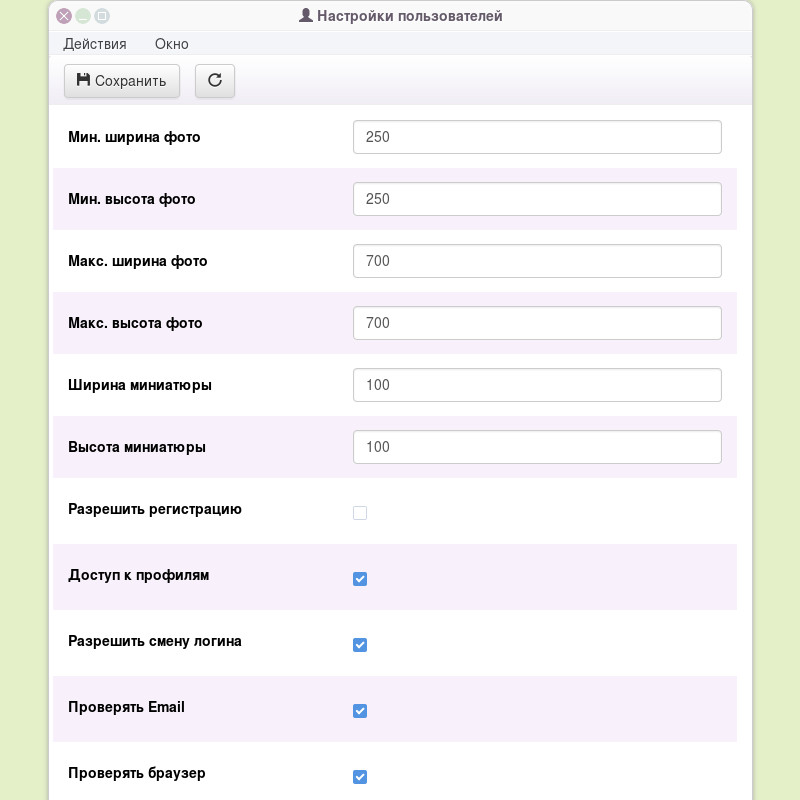 Настройки пользователей
Действия Окно
Сохранить
Мин. ширина фото 250
Мин. высота фото 250
Макс. ширина фото 700
Макс. высота фото 700
Ширина миниатюры 100
Высота миниатюры 100
Разрешить регистрацию
Доступ к профилям
Разрешить смену логина
Проверять Email
Проверять браузер